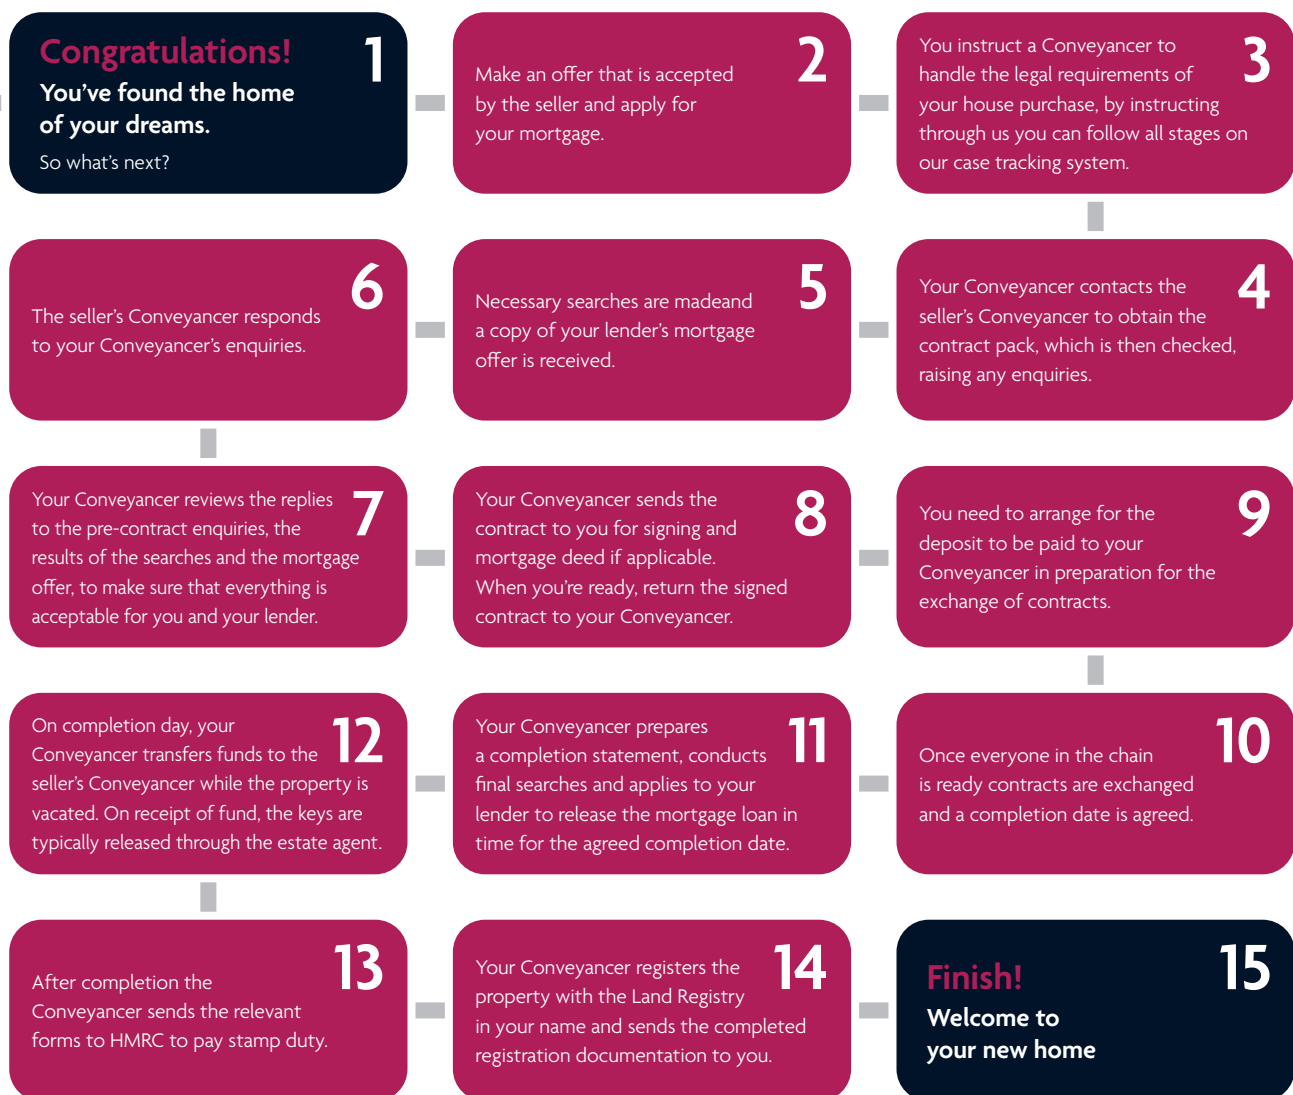 Congratulations!
1
You've found the home
of your dreams.
So what's next?
2
Make an offer that is accepted
by the seller and apply for
your mortgage.
3
You instruct a Conveyancer to
handle the legal requirements of
your house purchase, by instructing
through us you can follow all stages on
our case tracking system.
4
Your Conveyancer contacts the
seller's Conveyancer to obtain the
contract pack, which is then checked,
raising any enquiries.
5
Necessary searches are madeand
a copy of your lender's mortgage
offer is received.
6
The seller's Conveyancer responds
to your Conveyancer's enquiries.
7
Your Conveyancer reviews the replies
to the pre-contract enquiries, the
results of the searches and the mortgage
offer, to make sure that everything is
acceptable for you and your lender.
8
Your Conveyancer sends the
contract to you for signing and
mortgage deed if applicable.
When you're ready, return the signed
contract to your Conveyancer.
9
You need to arrange for the
deposit to be paid to your
Conveyancer in preparation for the
exchange of contracts.
10
Once everyone in the chain
is ready contracts are exchanged
and a completion date is agreed.
11
Your Conveyancer prepares
a completion statement, conducts
final searches and applies to your
lender to release the mortgage loan in
time for the agreed completion date.
12
On completion day, your
Conveyancer transfers funds to the
seller's Conveyancer while the property is
vacated. On receipt of fund, the keys are
typically released through the estate agent.
13
After completion the
Conveyancer sends the relevant
forms to HMRC to pay stamp duty.
14
Your Conveyancer registers the
property with the Land Registry
in your name and sends the completed
registration documentation to you.
15
Finish!
Welcome to
your new home